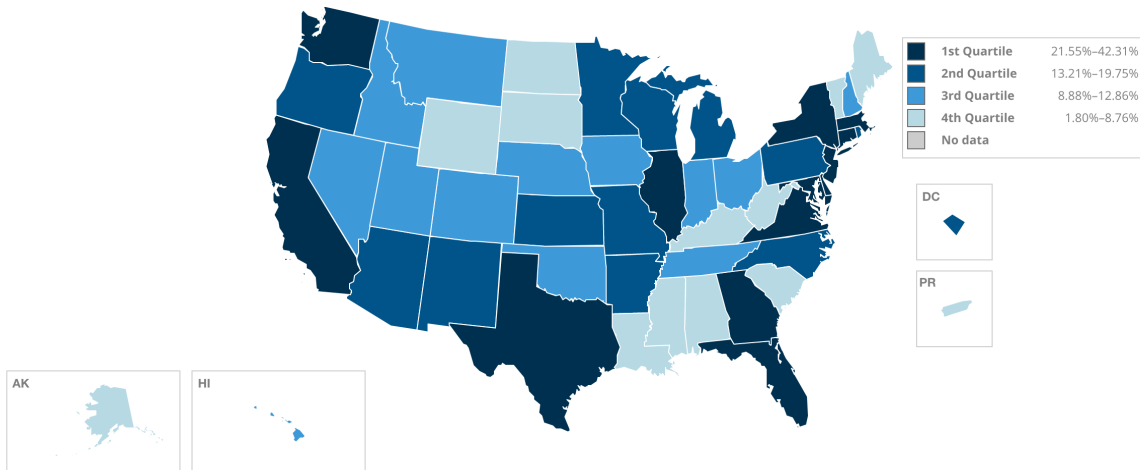 1st Quartile 21.55%–42.31%
2nd Quartile 13.21%–19.75%
3rd Quartile 8.88%–12.86%
4th Quartile 1.80%–8.76%
No data
DC
PR
AK
HI